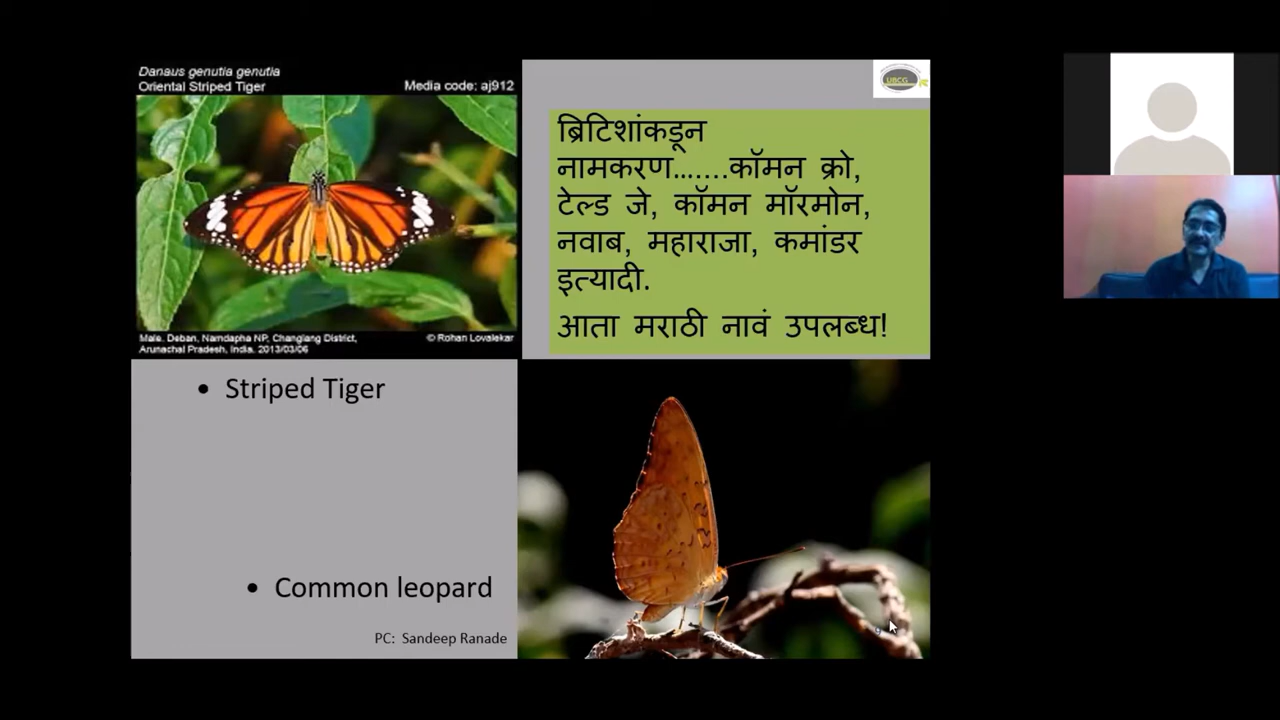 Danaus genutia genutia
Oriental Striped Tiger
Media code: aj912
Male. Deban, Namdapha NP, Changlang District,
Arunachal Pradesh, India. 2013/03/06
© Rohan Lovalekar
UBCG
ब्रिटिशांकडून
नामकरण.......कॉमन क्रो,
टेल्ड जे, कॉमन मॉरमोन,
नवाब, महाराजा, कमांडर
इत्यादी.
आता मराठी नावं उपलब्ध!
• Striped Tiger
• Common leopard
PC: Sandeep Ranade